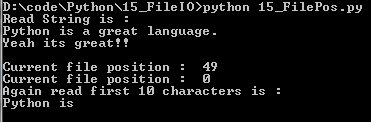 D:\code\Python\15_FileIO>python 15_FilePos.py
Read String is :
Python is a great language.
Yeah its great!!
Current file position :  49
Current file position :  0
Again read first 10 characters is :
Python is